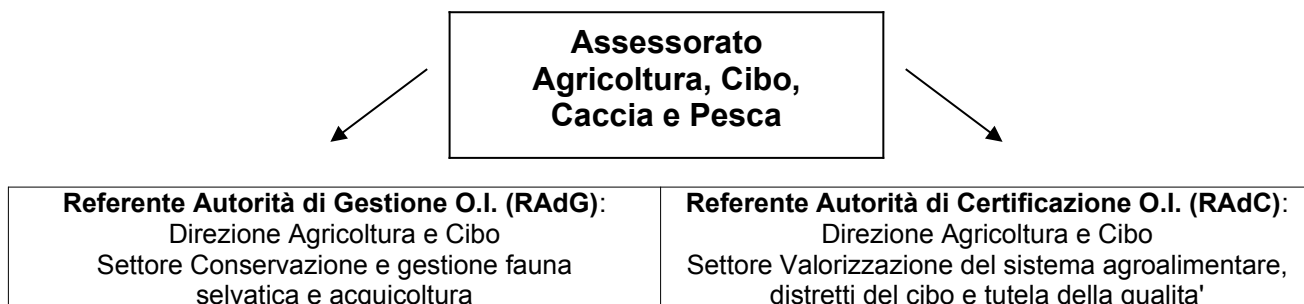 Assessorato
Agricoltura, Cibo,
Caccia e Pesca
Referente Autorità di Gestione O.I. (RAdG):
Direzione Agricoltura e Cibo
Settore Conservazione e gestione fauna
selvatica e acquicoltura
Referente Autorità di Certificazione O.I. (RAdC):
Direzione Agricoltura e Cibo
Settore Valorizzazione del sistema agroalimentare,
distretti del cibo e tutela della qualita'